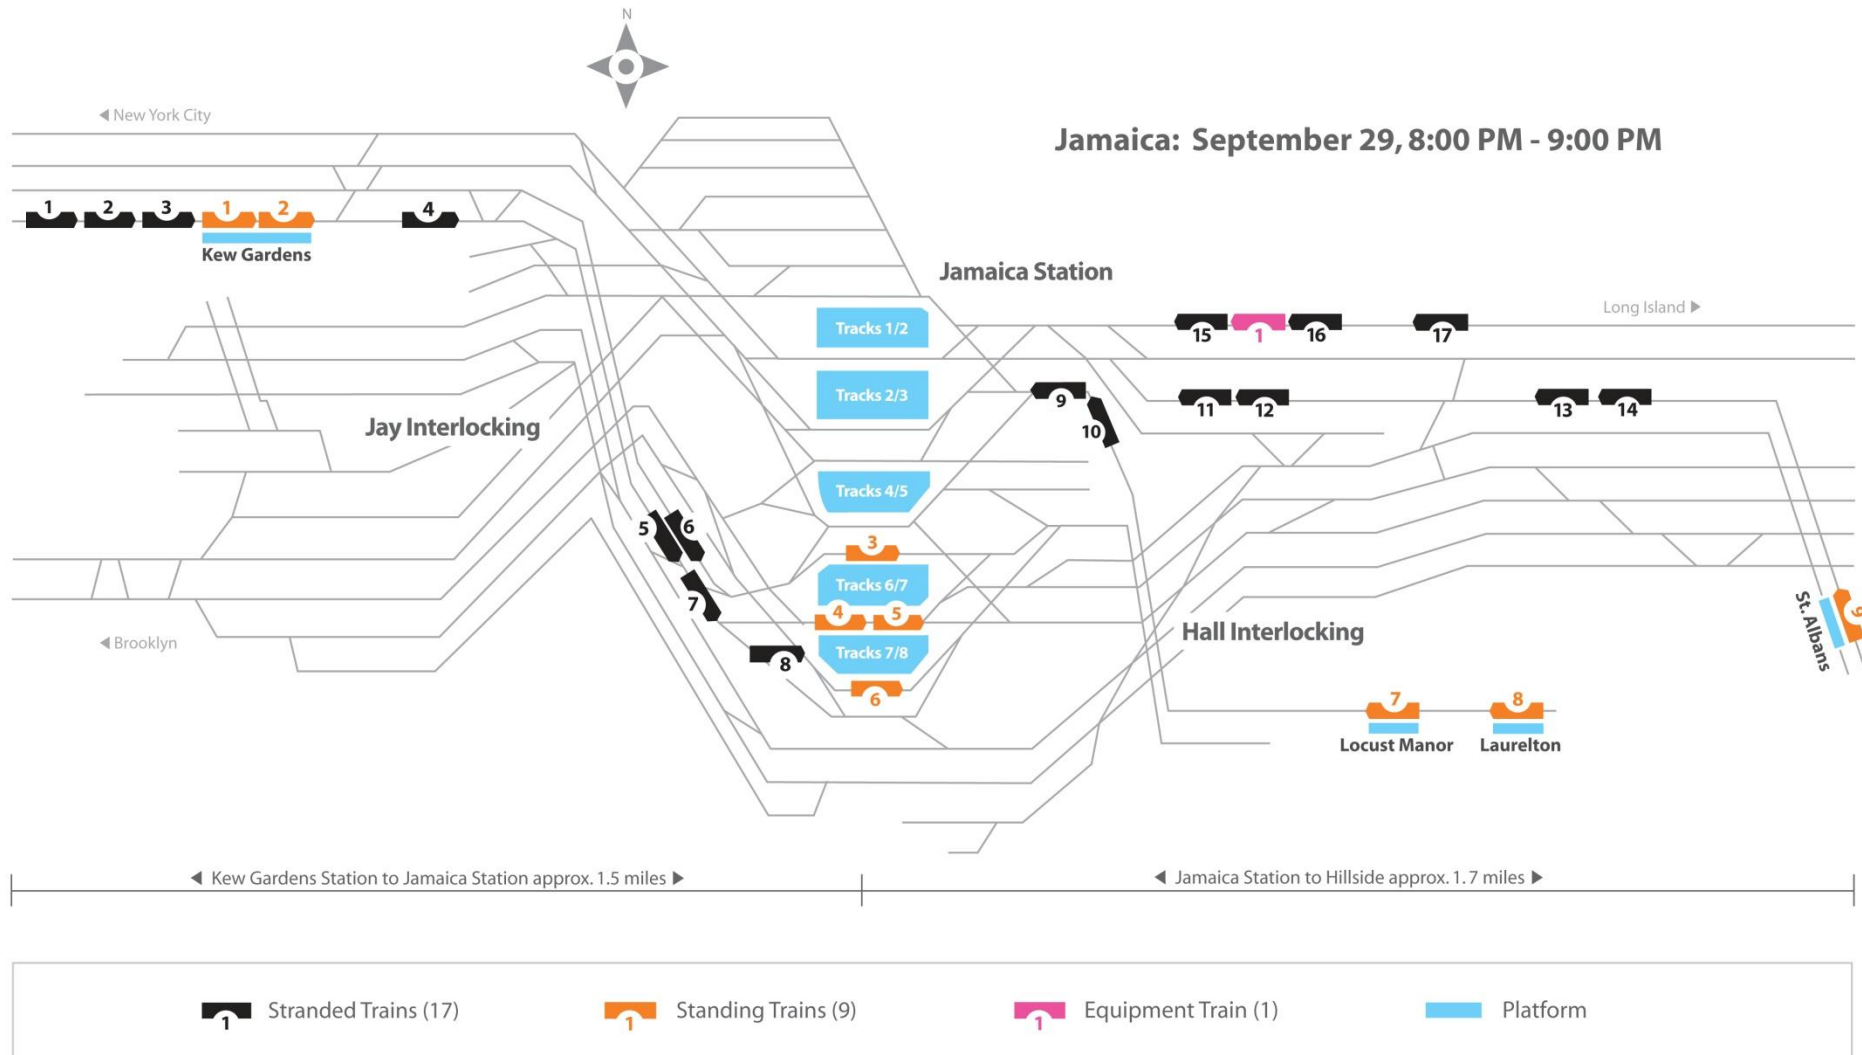 N
◀ New York City
Jamaica: September 29, 8:00 PM - 9:00 PM
1 2 3 1 2 4
Kew Gardens
Jamaica Station
Long Island ▶
Tracks 1/2
15 1 16 17
Tracks 2/3
9
11 12 13 14
10
Jay Interlocking
Tracks 4/5
5 6
3
Tracks 6/7
7
4 5
St. Albans
9
Hall Interlocking
◀ Brooklyn
Tracks 7/8
8
6
7 8
Locust Manor Laurelton
◀ Kew Gardens Station to Jamaica Station approx. 1.5 miles ▶
◀ Jamaica Station to Hillside approx. 1.7 miles ▶
1 Stranded Trains (17)
1 Standing Trains (9)
1 Equipment Train (1)
Platform